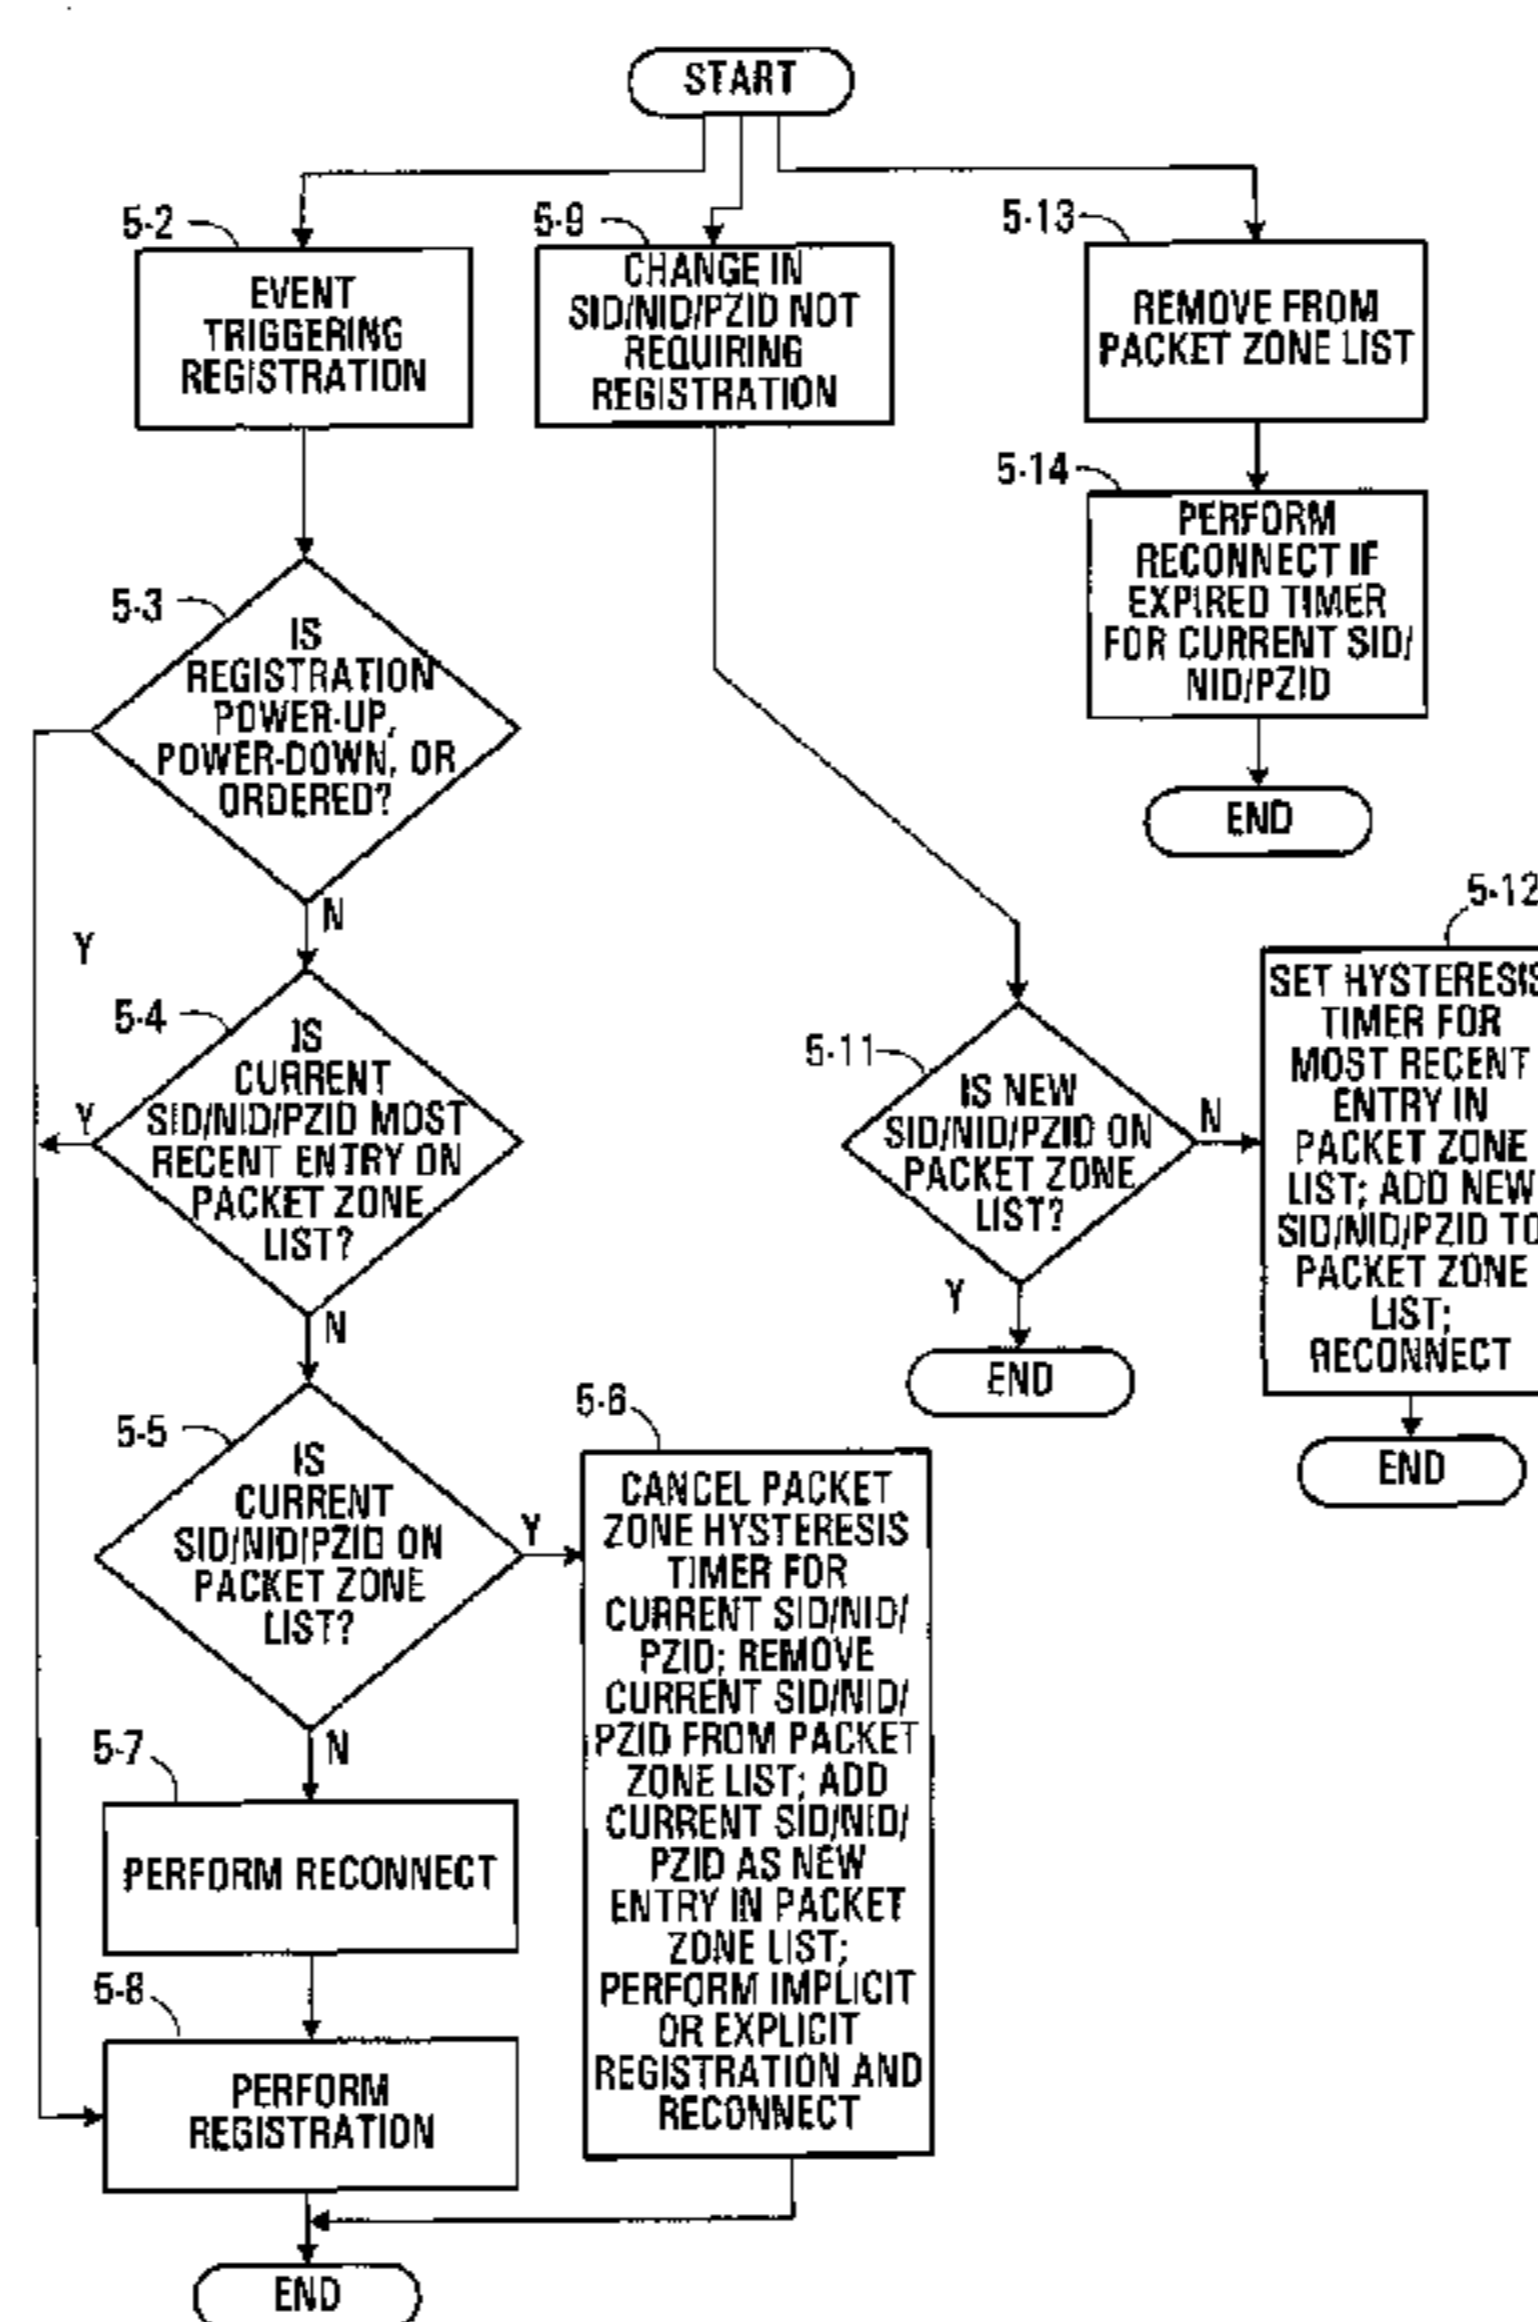 START
5-2
EVENT
TRIGGERING
REGISTRATION
5-9
CHANGE IN
SID/NID/PZID NOT
REQUIRING
REGISTRATION
5-13
REMOVE FROM
PACKET ZONE LIST
5-14
PERFORM
RECONNECT IF
EXPIRED TIMER
FOR CURRENT SID/
NID/PZID
END
5-3
IS
REGISTRATION
POWER-UP,
POWER-DOWN, OR
ORDERED?
Y
N
5-4
IS
CURRENT
SID/NID/PZID MOST
RECENT ENTRY ON
PACKET ZONE
LIST?
Y
N
5-11
IS NEW
SID/NID/PZID ON
PACKET ZONE
LIST?
N
Y
END
5-12
SET HYSTERESIS
TIMER FOR
MOST RECENT
ENTRY IN
PACKET ZONE
LIST; ADD NEW
SID/NID/PZID TO
PACKET ZONE
LIST;
RECONNECT
END
5-5
IS
CURRENT
SID/NID/PZID ON
PACKET ZONE
LIST?
Y
N
5-6
CANCEL PACKET
ZONE HYSTERESIS
TIMER FOR
CURRENT SID/NID/
PZID; REMOVE
CURRENT SID/NID/
PZID FROM PACKET
ZONE LIST; ADD
CURRENT SID/NID/
PZID AS NEW
ENTRY IN PACKET
ZONE LIST;
PERFORM IMPLICIT
OR EXPLICIT
REGISTRATION AND
RECONNECT
5-7
PERFORM RECONNECT
5-8
PERFORM
REGISTRATION
END